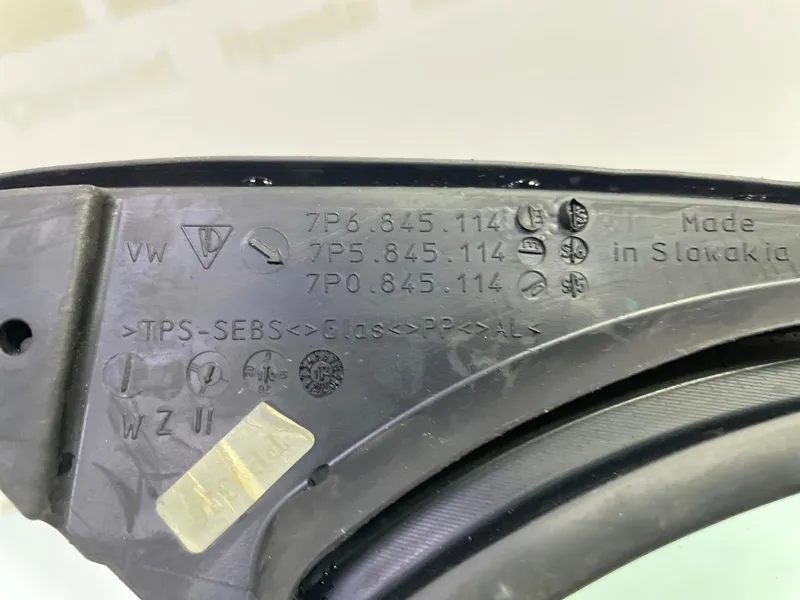 VW 7P6.845.114
7P5.845.114
7P0.845.114
Made
in Slowakia
>TPS-SEBS<>Glas<>PP<>AL<
WZ II